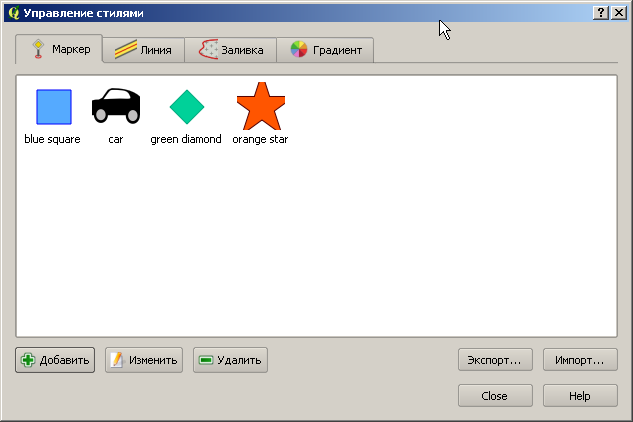 Управление стилями
Маркер Линия Заливка Градиент
blue square car green diamond orange star
Добавить Изменить Удалить Экспорт... Импорт...
Close Help